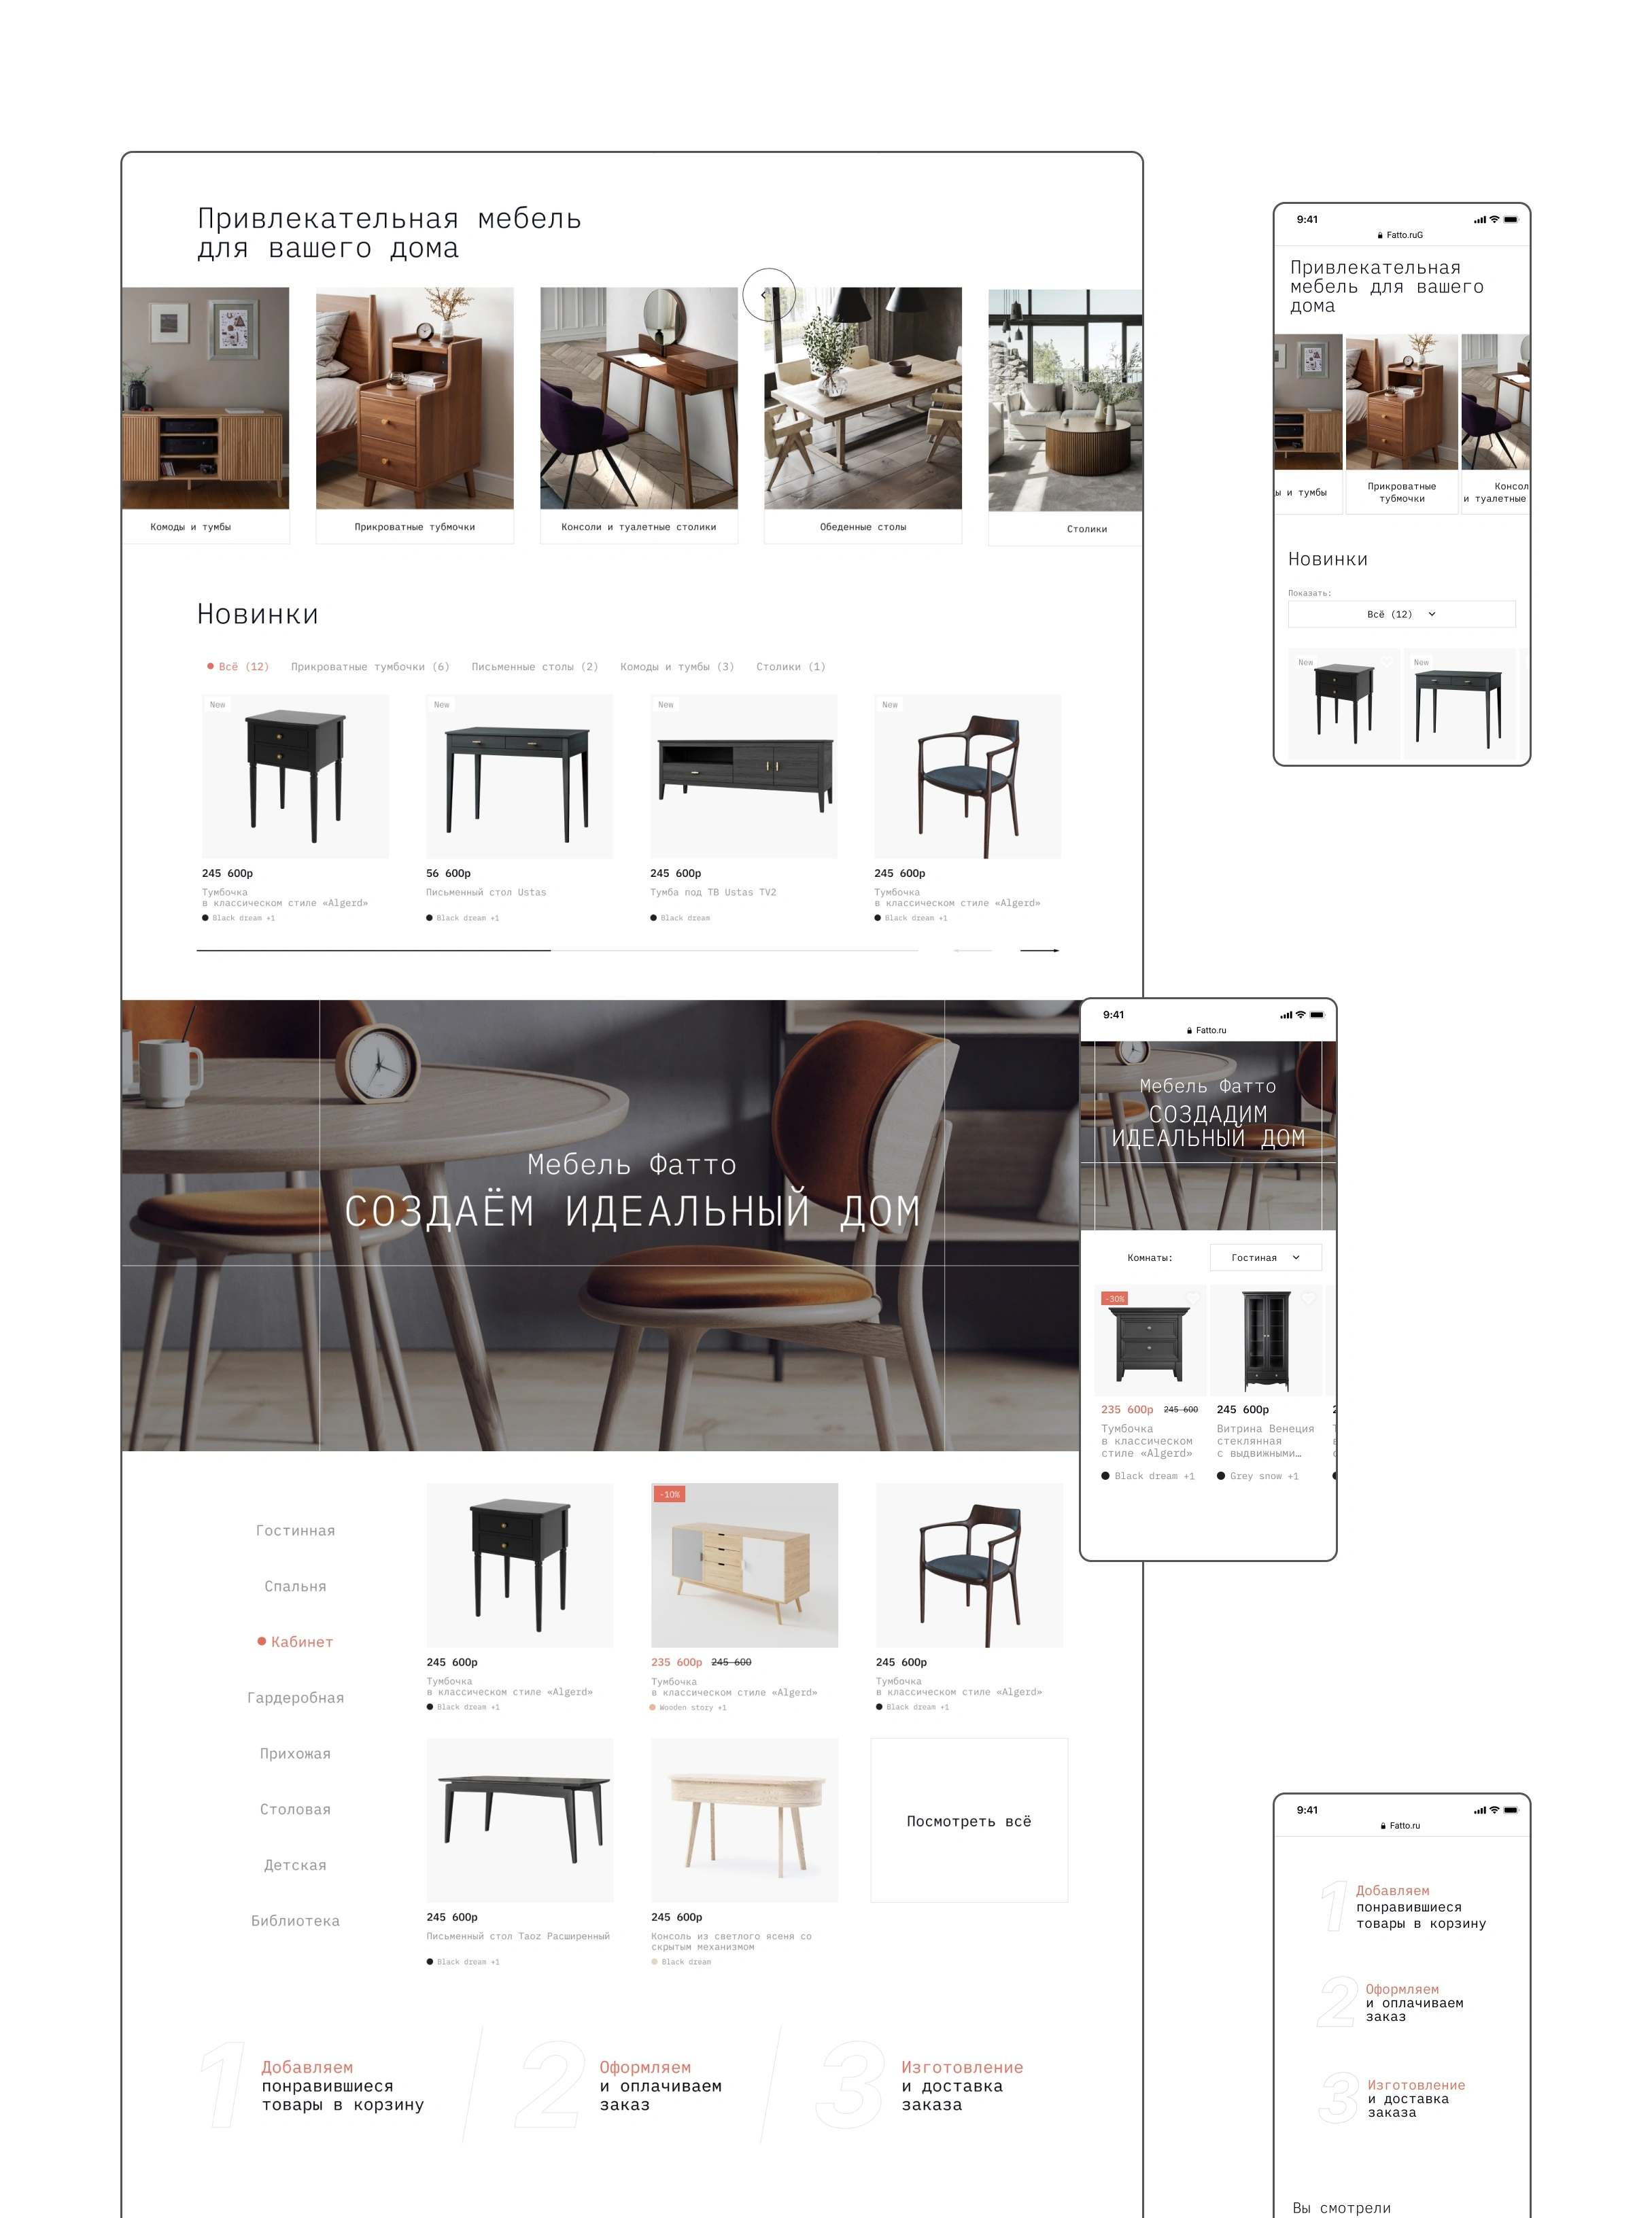 Привлекательная мебель
для вашего дома
Комоды и тумбы
Прикроватные тубмочки
Консоли и туалетные столики
Обеденные столы
Столики
Новинки
Всё (12)
Прикроватные тумбочки (6)
Письменные столы (2)
Комоды и тумбы (3)
Столики (1)
New
New
New
New
245 600р
Тумбочка
в классическом стиле «Algerd»
Black dream +1
56 600р
Письменный стол Ustas
Black dream +1
245 600р
Тумба под ТВ Ustas TV2
Black dream
245 600р
Тумбочка
в классическом стиле «Algerd»
Black dream +1
Мебель Фатто
СОЗДАЁМ ИДЕАЛЬНЫЙ ДОМ
Гостинная
Спальня
Кабинет
Гардеробная
Прихожая
Столовая
Детская
Библиотека
245 600р
Тумбочка
в классическом стиле «Algerd»
Black dream +1
-10%
235 600р 245 600
Тумбочка
в классическом стиле «Algerd»
Wooden story +1
245 600р
Тумбочка
в классическом стиле «Algerd»
Black dream +1
245 600р
Письменный стол Taoz Расширенный
Black dream +1
245 600р
Консоль из светлого ясеня со
скрытым механизмом
Black dream
Посмотреть всё
1
Добавляем
понравившиеся
товары в корзину
2
Оформляем
и оплачиваем
заказ
3
Изготовление
и доставка
заказа
9:41
Fatto.ruG
Привлекательная
мебель для вашего
дома
ы и тумбы
Прикроватные
тубмочки
Консол
и туалетные
Новинки
Показать:
Всё (12)
New
New
9:41
Fatto.ru
Мебель Фатто
СОЗДАДИМ
ИДЕАЛЬНЫЙ ДОМ
Комнаты:
Гостиная
-30%
235 600р 245 600
Тумбочка
в классическом
стиле «Algerd»
Black dream +1
245 600р
Витрина Венеция
стеклянная
с выдвижными…
Grey snow +1
9:41
Fatto.ru
1
Добавляем
понравившиеся
товары в корзину
2
Оформляем
и оплачиваем
заказ
3
Изготовление
и доставка
заказа
Вы смотрели